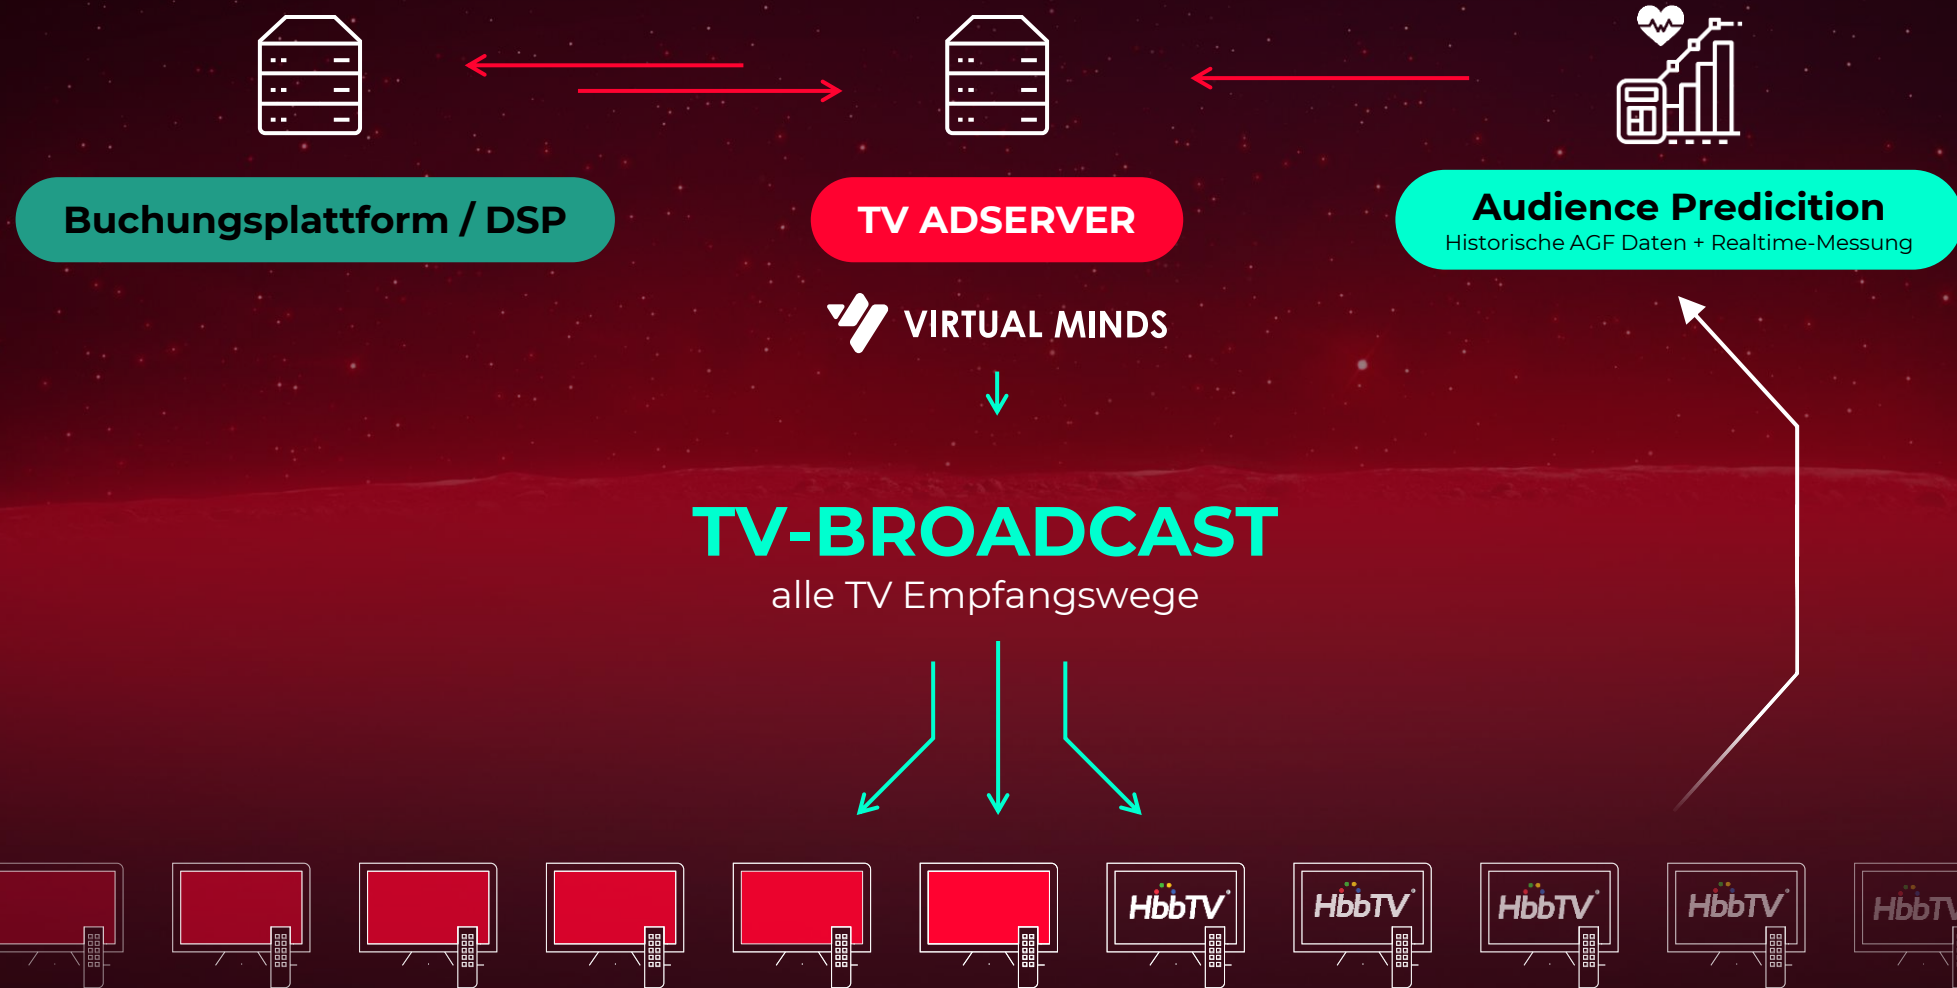 Buchungsplattform / DSP
TV ADSERVER
Audience Predicition
Historische AGF Daten + Realtime-Messung
VIRTUAL MINDS
TV-BROADCAST
alle TV Empfangswege
HbbTV
HbbTV
HbbTV
HbbTV
HbbTV